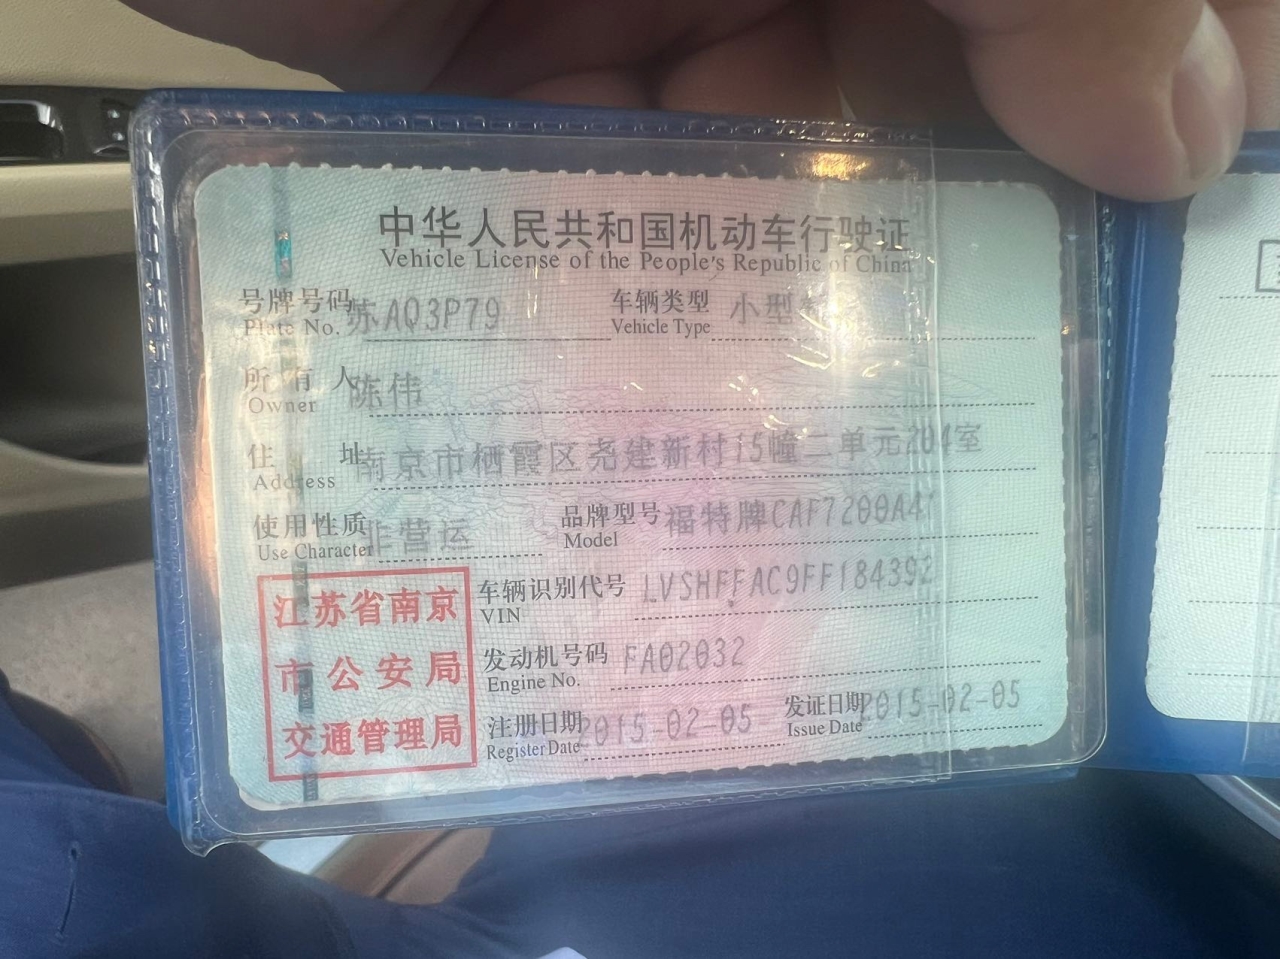 中华人民共和国机动车行驶证
Vehicle License of the People's Republic of China
号牌号码 苏AQ3P79 车辆类型 小型
Plate No. Vehicle Type
所有人 陈伟
Owner
住址 南京市栖霞区尧建新村15幢二单元204室
Address
使用性质 非营运 品牌型号 福特牌CAF7200A4
Use Character Model
江苏省南京
市公安局
交通管理局
车辆识别代号 LVSHFFAC9FF184392
VIN
发动机号码 FA02032
Engine No.
注册日期 2015-02-05 发证日期 2015-02-05
Register Date Issue Date